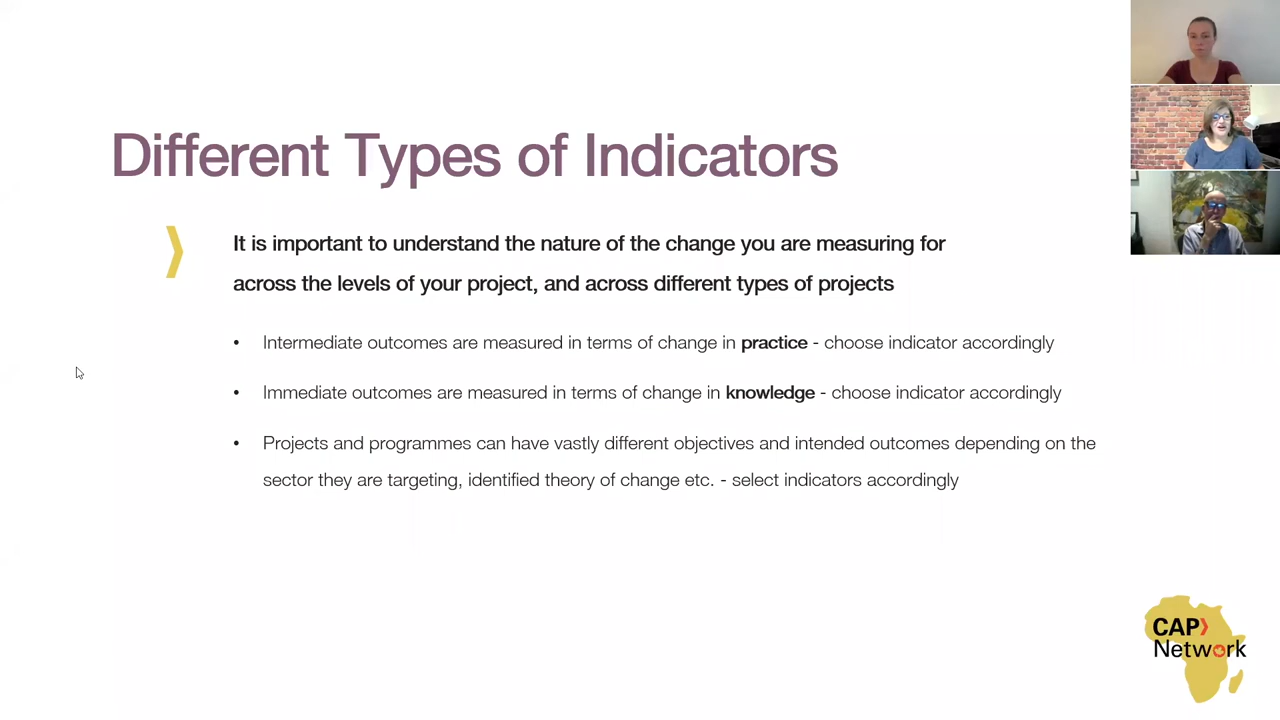 Different Types of Indicators
It is important to understand the nature of the change you are measuring for
across the levels of your project, and across different types of projects
• Intermediate outcomes are measured in terms of change in practice - choose indicator accordingly
• Immediate outcomes are measured in terms of change in knowledge - choose indicator accordingly
• Projects and programmes can have vastly different objectives and intended outcomes depending on the
sector they are targeting, identified theory of change etc. - select indicators accordingly
CAP
Network